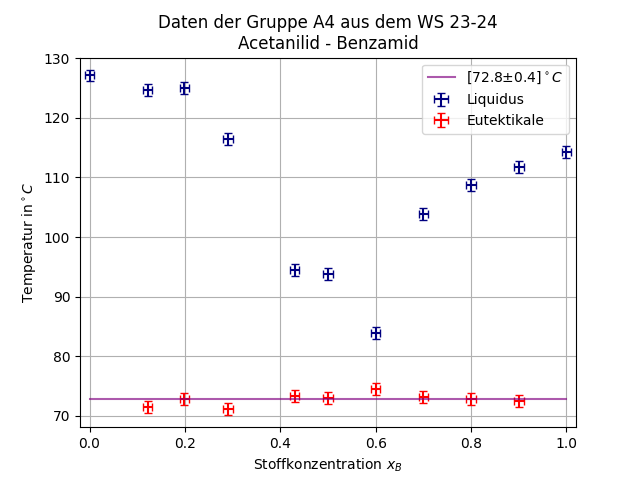 Daten der Gruppe A4 aus dem WS 23-24
Acetanilid - Benzamid
[72.8±0.4]°C
Liquidus
Eutektikale
130
120
110
100
90
80
70
Temperatur in°C
0.0
0.2
0.4
0.6
0.8
1.0
Stoffkonzentration x_B